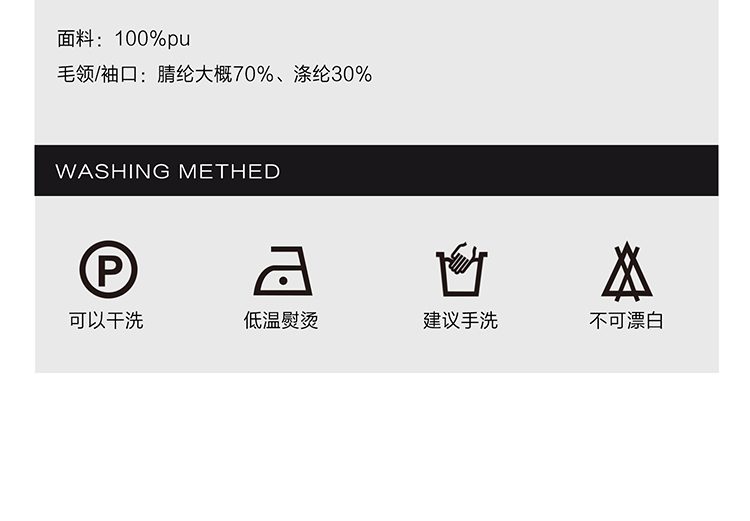 面料：100%pu
毛领/袖口：腈纶大概70%、涤纶30%
WASHING METHED
P
可以干洗
低温熨烫
建议手洗
不可漂白